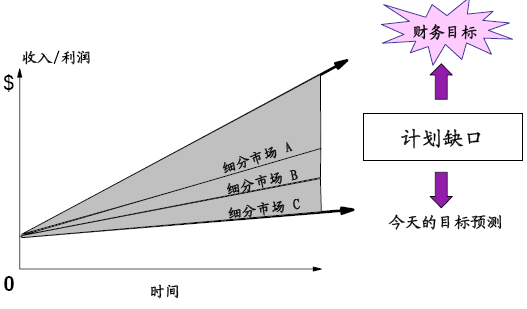 收入/利润
$
财务目标
计划缺口
细分市场 A
细分市场 B
细分市场 C
今天的目标预测
0
时间